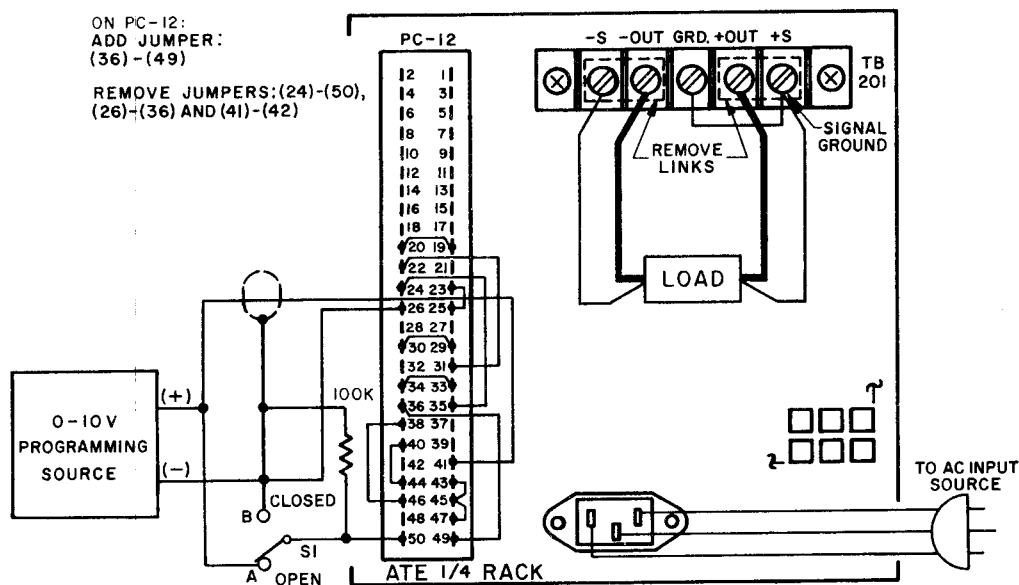 ON PC-12:
ADD JUMPER:
(36)-(49)
REMOVE JUMPERS:(24)-(50),
(26)-(36) AND (41)-(42)
PC-12
2 1
4 3
6 5
8 7
10 9
12 11
14 13
16 15
18 17
20 19
22 21
24 23
26 25
28 27
30 29
32 31
34 33
36 35
38 37
40 39
42 41
44 43
46 45
48 47
50 49
ATE 1/4 RACK
-S -OUT GRD. +OUT +S
TB
201
REMOVE
LINKS
SIGNAL
GROUND
LOAD
100K
0-10V
PROGRAMMING
SOURCE
(+)
(-)
CLOSED
B
S1
A
OPEN
1
2
TO AC INPUT
SOURCE